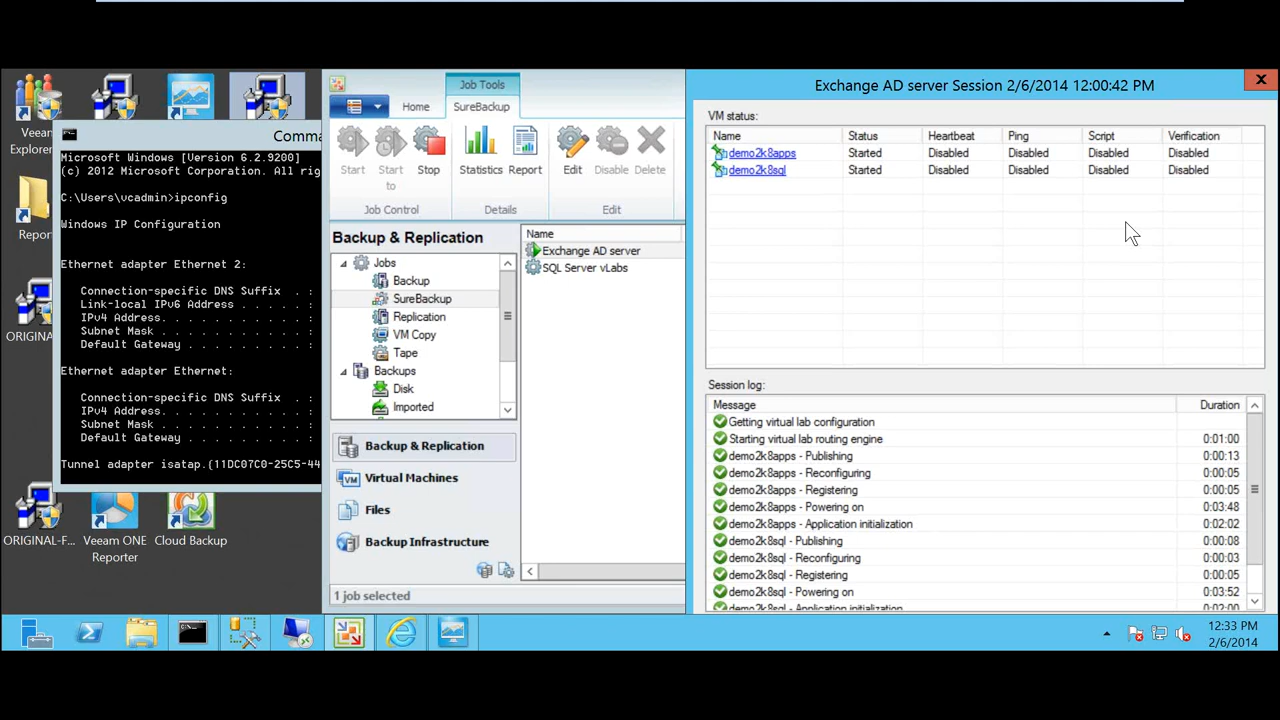 Veeam
Explorer
Report
ORIGINAL
ORIGINAL-F...
Veeam ONE
Reporter
Cloud Backup
Comma
Microsoft Windows [Version 6.2.9200]
(c) 2012 Microsoft Corporation. All rig
C:\Users\vcadmin>ipconfig
Windows IP Configuration
Ethernet adapter Ethernet 2:
Connection-specific DNS Suffix . :
Link-local IPv6 Address . . . . . :
IPv4 Address. . . . . . . . . . . :
Subnet Mask . . . . . . . . . . . :
Default Gateway . . . . . . . . . :
Ethernet adapter Ethernet:
Connection-specific DNS Suffix . :
IPv4 Address. . . . . . . . . . . :
Subnet Mask . . . . . . . . . . . :
Default Gateway . . . . . . . . . :
Tunnel adapter isatap.{11DC07C0-25C5-44
Job Tools
Home
SureBackup
Start
Start
to
Stop
Statistics
Report
Edit
Disable
Delete
Job Control
Details
Edit
Backup & Replication
Jobs
Backup
SureBackup
Replication
VM Copy
Tape
Backups
Disk
Imported
Backup & Replication
Virtual Machines
Files
Backup Infrastructure
1 job selected
Name
Exchange AD server
SQL Server vLabs
Exchange AD server Session 2/6/2014 12:00:42 PM
VM status:
Name Status Heartbeat Ping Script Verification
demo2k8apps Started Disabled Disabled Disabled Disabled
demo2k8sql Started Disabled Disabled Disabled Disabled
Session log:
Message Duration
Getting virtual lab configuration
Starting virtual lab routing engine 0:01:00
demo2k8apps - Publishing 0:00:13
demo2k8apps - Reconfiguring 0:00:05
demo2k8apps - Registering 0:00:05
demo2k8apps - Powering on 0:03:48
demo2k8apps - Application initialization 0:02:02
demo2k8sql - Publishing 0:00:08
demo2k8sql - Reconfiguring 0:00:03
demo2k8sql - Registering 0:00:05
demo2k8sql - Powering on 0:03:52
demo2k8sql - Application initialization 0:02:00
12:33 PM
2/6/2014